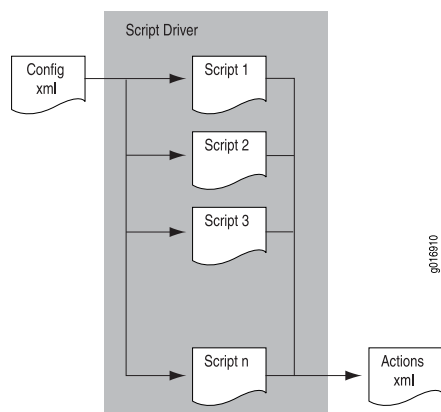 Script Driver
Config
xml
Script 1
Script 2
Script 3
Script n
Actions
xml
g016910